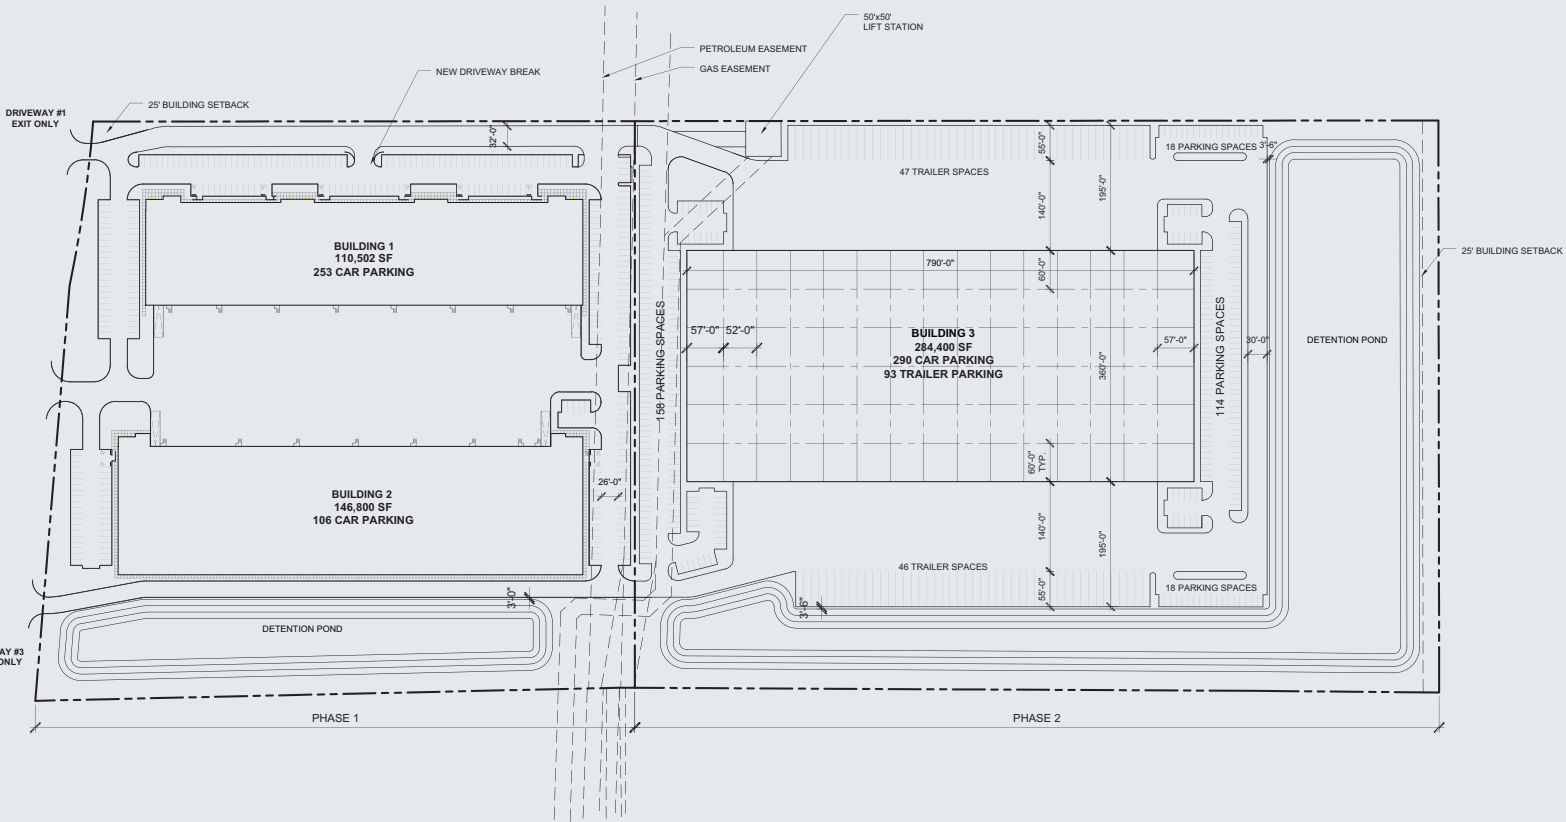 50'x50'
LIFT STATION
PETROLEUM EASEMENT
GAS EASEMENT
NEW DRIVEWAY BREAK
25' BUILDING SETBACK
DRIVEWAY #1
EXIT ONLY
32'-0"
55'-0"
18 PARKING SPACES
3'-6"
47 TRAILER SPACES
140'-0"
195'-0"
BUILDING 1
110,502 SF
253 CAR PARKING
25' BUILDING SETBACK
790'-0"
60'-0"
158 PARKING SPACES
57'-0"
52'-0"
BUILDING 3
284,400 SF
290 CAR PARKING
93 TRAILER PARKING
57'-0"
360'-0"
114 PARKING SPACES
30'-0"
DETENTION POND
60'-0"
TYP.
26'-0"
BUILDING 2
146,800 SF
106 CAR PARKING
140'-0"
195'-0"
46 TRAILER SPACES
55'-0"
18 PARKING SPACES
3'-0"
3'-6"
DETENTION POND
AY #3
ONLY
PHASE 1
PHASE 2